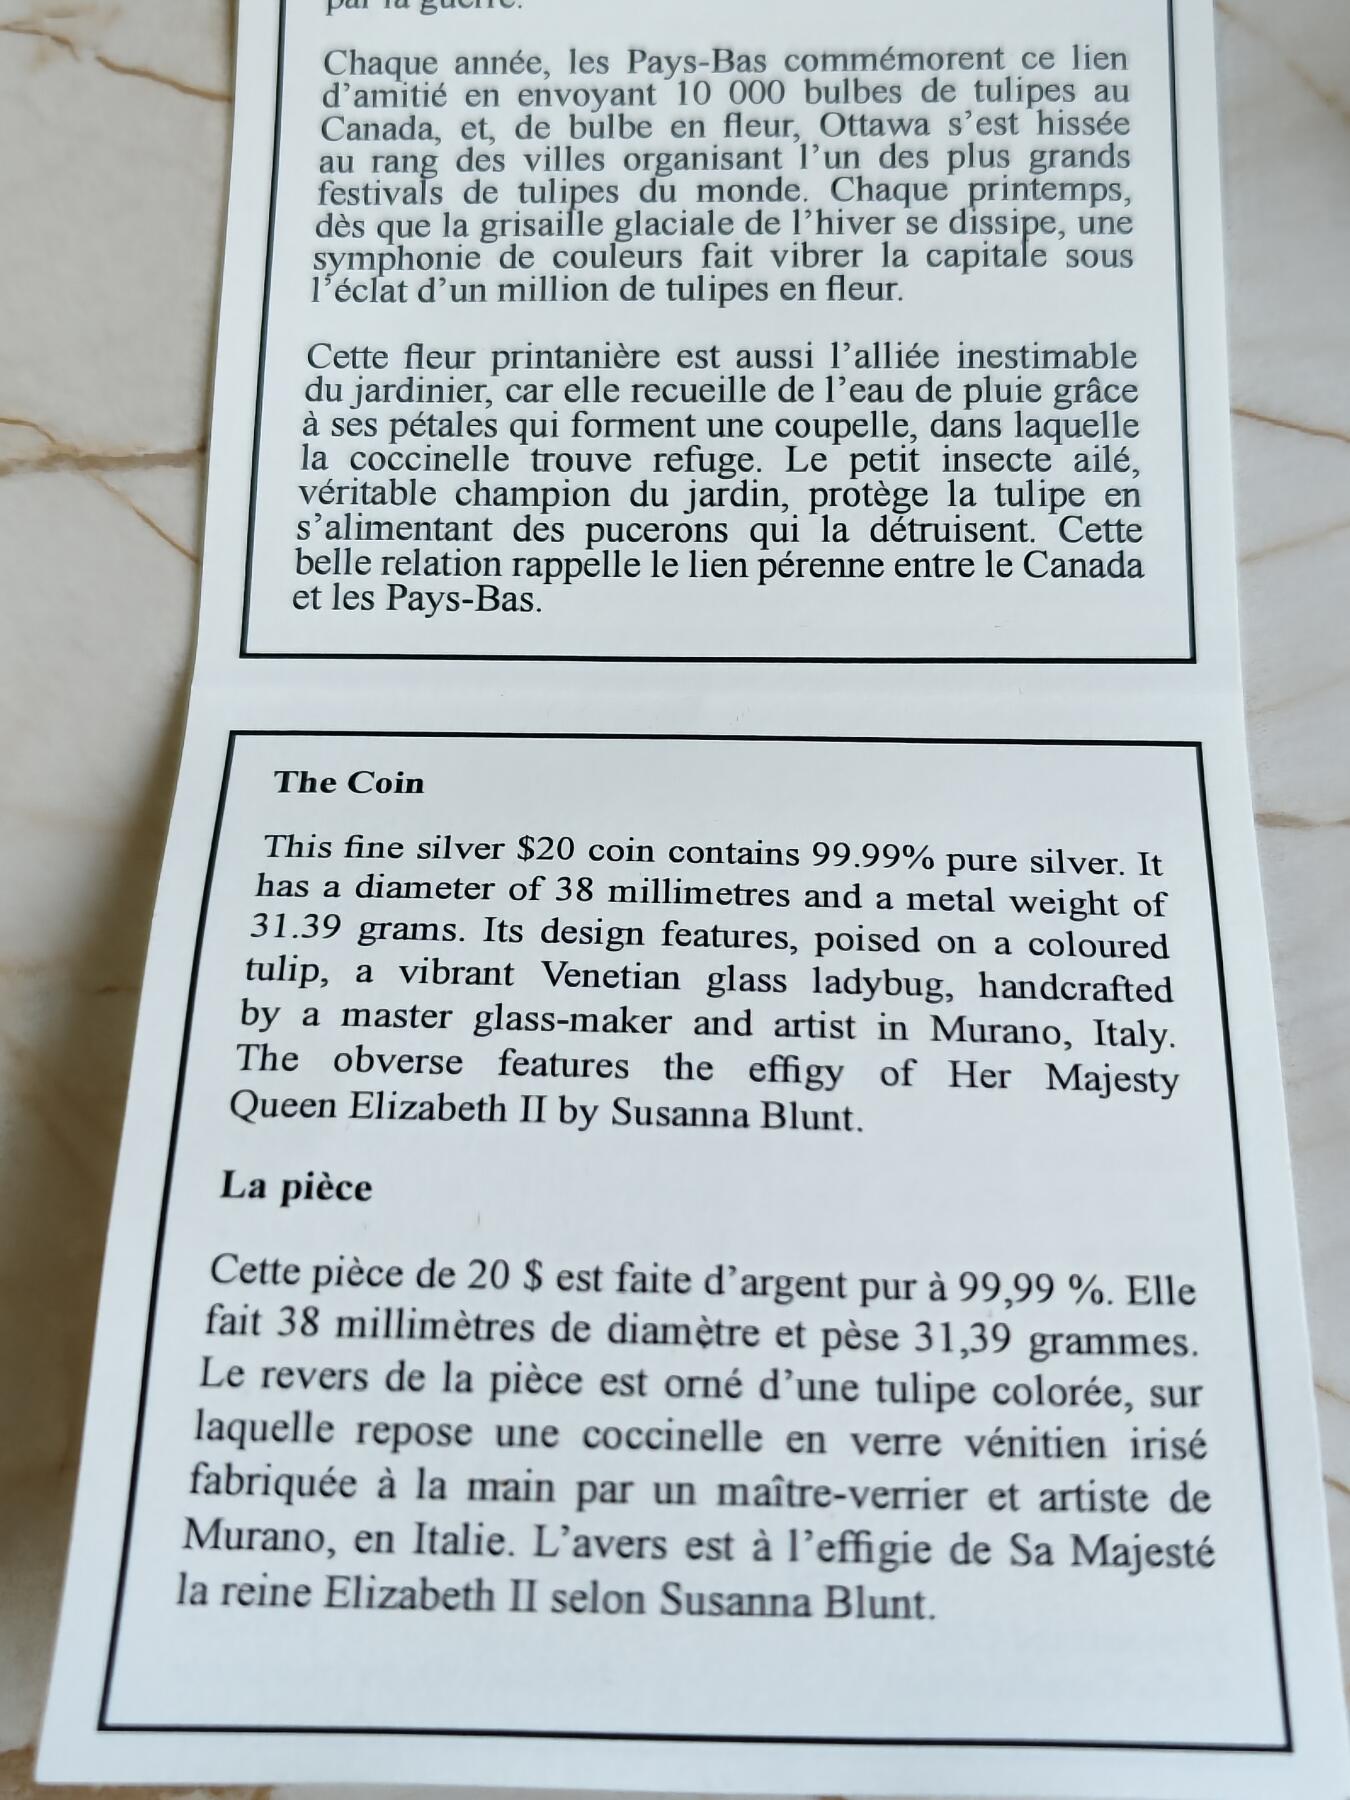 par la guerre.
Chaque année, les Pays-Bas commémorent ce lien
d’amitié en envoyant 10 000 bulbes de tulipes au
Canada, et, de bulbe en fleur, Ottawa s’est hissée
au rang des villes organisant l’un des plus grands
festivals de tulipes du monde. Chaque printemps,
dès que la grisaille glaciale de l’hiver se dissipe, une
symphonie de couleurs fait vibrer la capitale sous
l’éclat d’un million de tulipes en fleur.
Cette fleur printanière est aussi l’alliée inestimable
du jardinier, car elle recueille de l’eau de pluie grâce
à ses pétales qui forment une coupelle, dans laquelle
la coccinelle trouve refuge. Le petit insecte ailé,
véritable champion du jardin, protège la tulipe en
s’alimentant des pucerons qui la détruisent. Cette
belle relation rappelle le lien pérenne entre le Canada
et les Pays-Bas.
The Coin
This fine silver $20 coin contains 99.99% pure silver. It
has a diameter of 38 millimetres and a metal weight of
31.39 grams. Its design features, poised on a coloured
tulip, a vibrant Venetian glass ladybug, handcrafted
by a master glass-maker and artist in Murano, Italy.
The obverse features the effigy of Her Majesty
Queen Elizabeth II by Susanna Blunt.
La pièce
Cette pièce de 20 $ est faite d’argent pur à 99,99 %. Elle
fait 38 millimètres de diamètre et pèse 31,39 grammes.
Le revers de la pièce est orné d’une tulipe colorée, sur
laquelle repose une coccinelle en verre vénitien irisé
fabriquée à la main par un maître-verrier et artiste de
Murano, en Italie. L’avers est à l’effigie de Sa Majesté
la reine Elizabeth II selon Susanna Blunt.